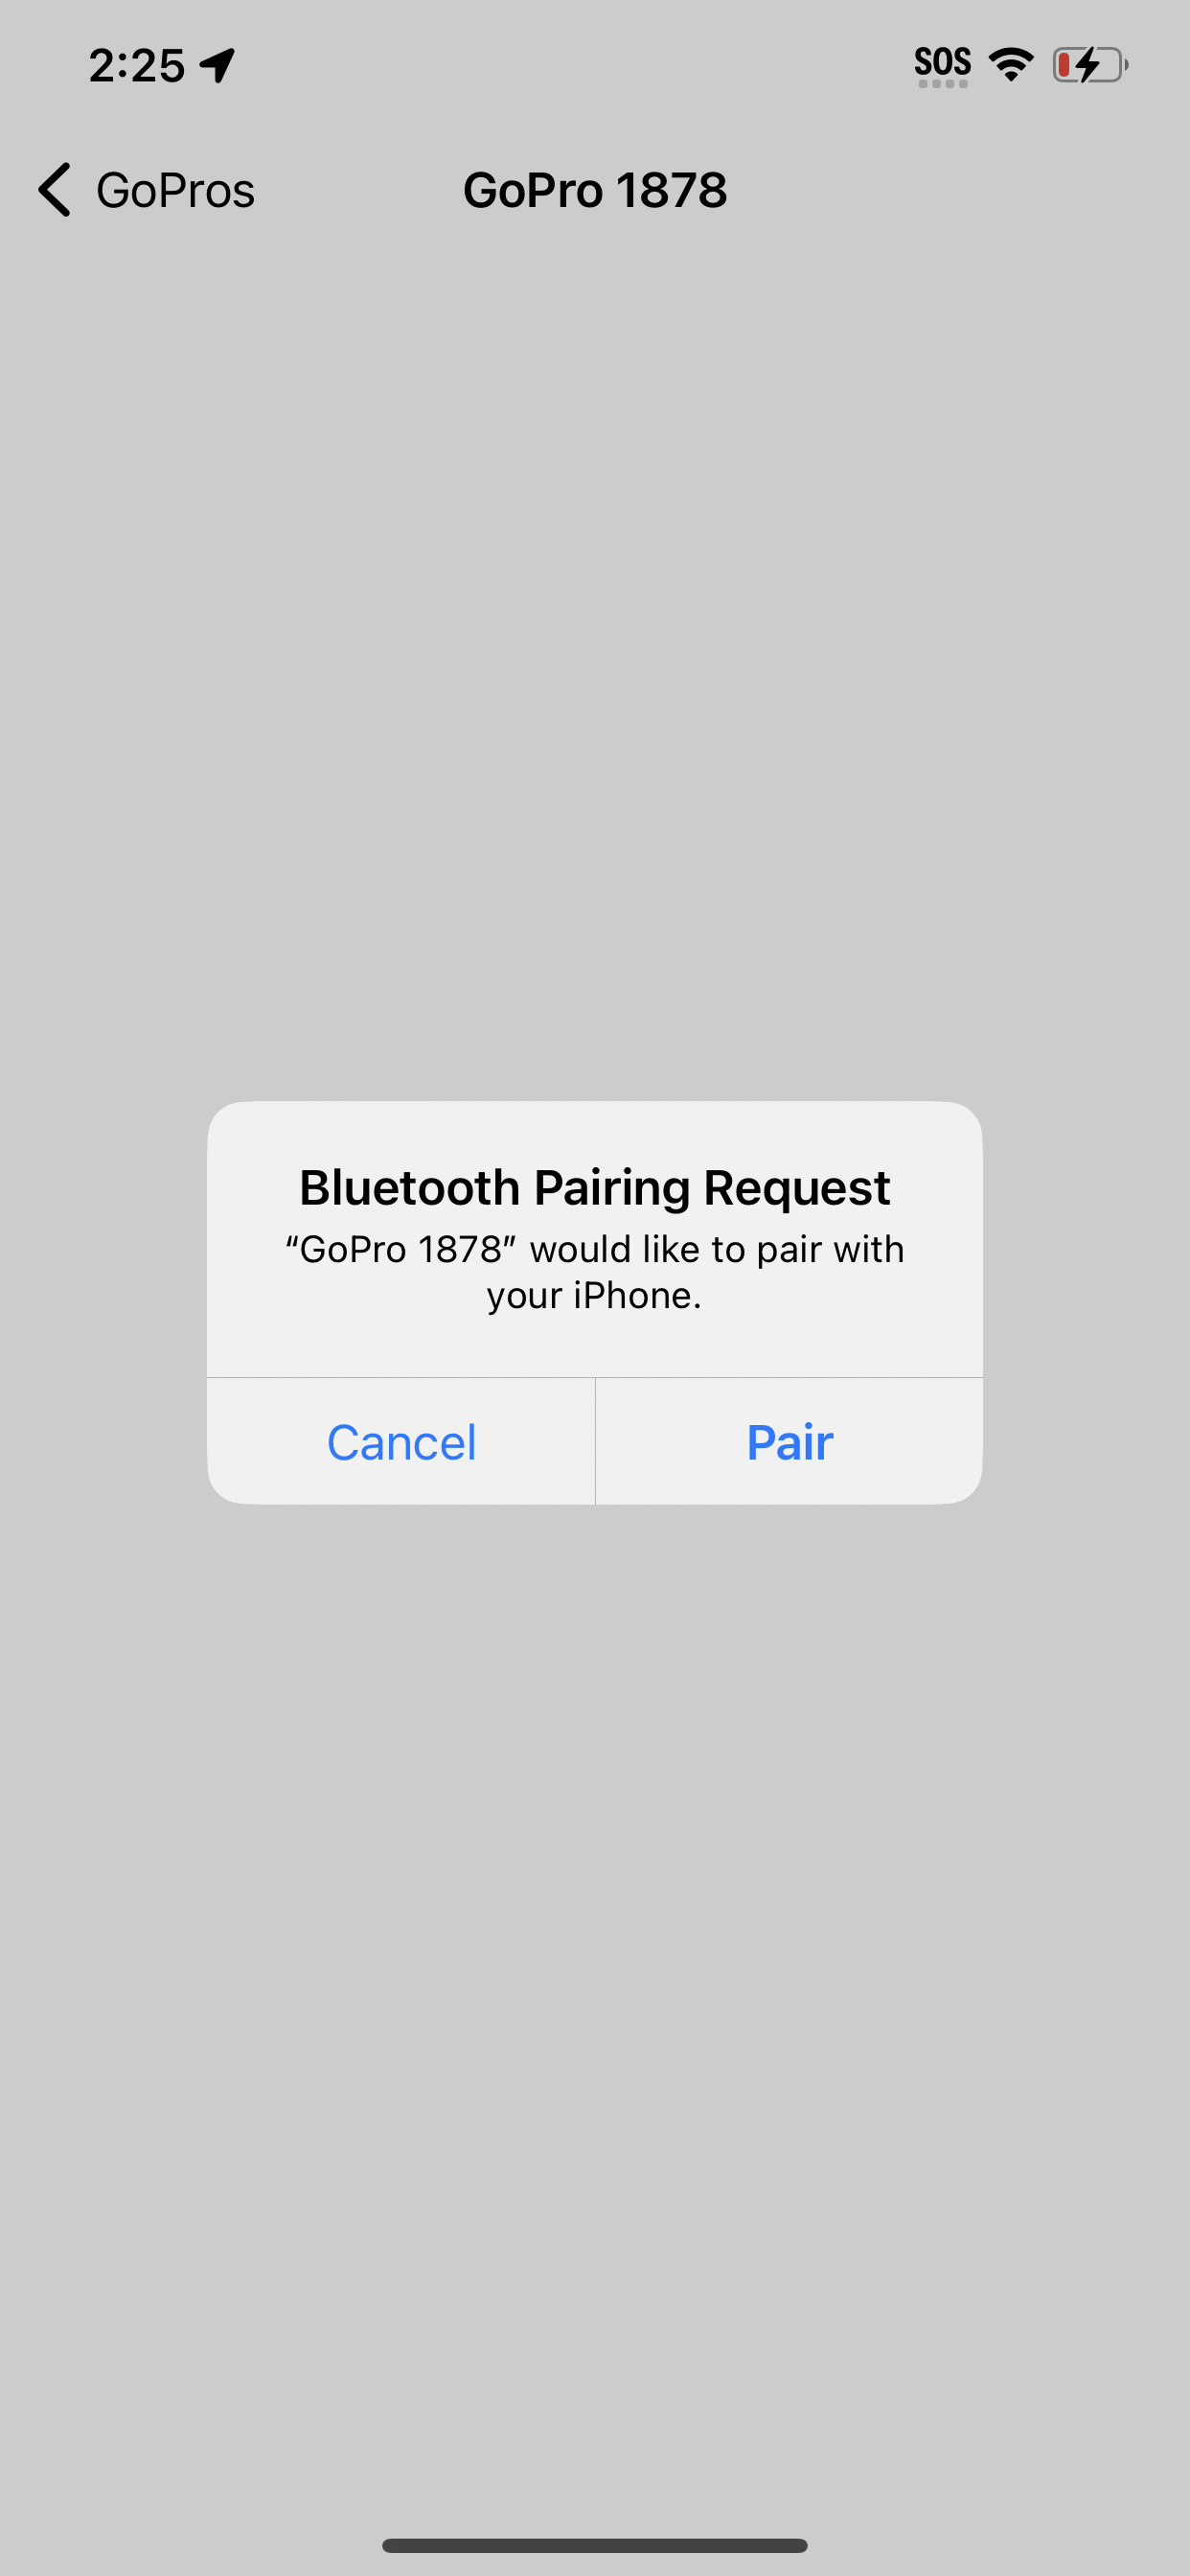 2:25
SOS
GoPros
GoPro 1878
Bluetooth Pairing Request
“GoPro 1878” would like to pair with
your iPhone.
Cancel
Pair